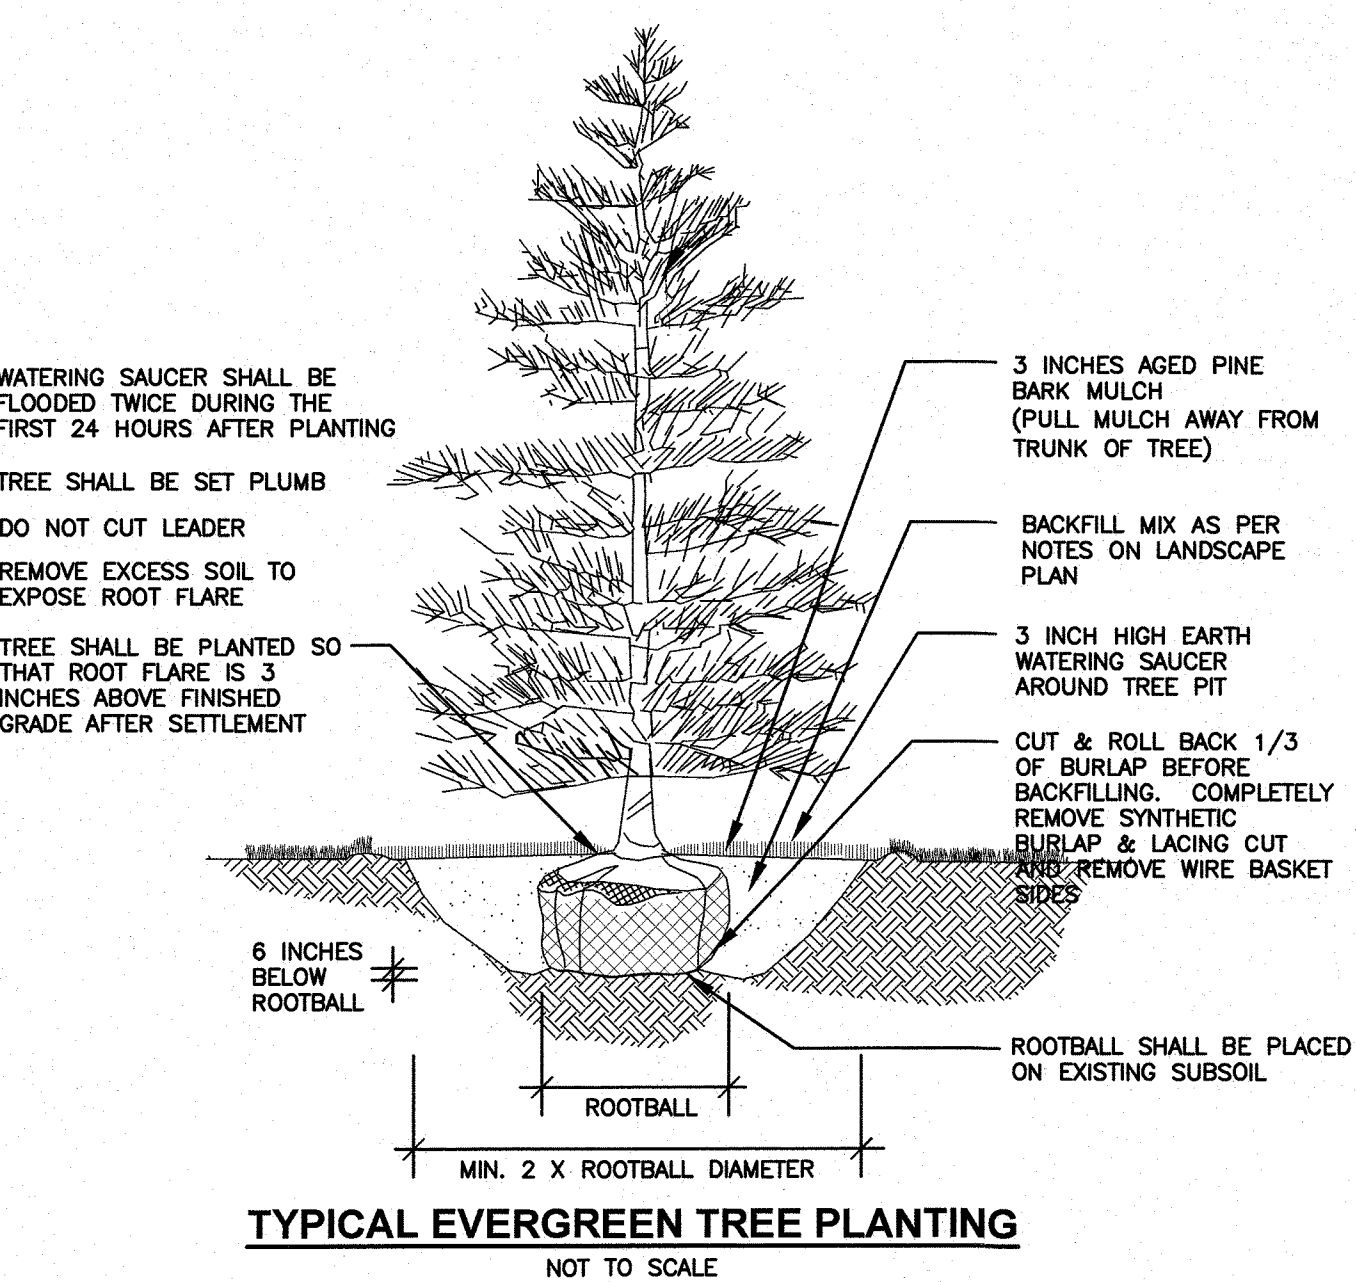 WATERING SAUCER SHALL BE
FLOODED TWICE DURING THE
FIRST 24 HOURS AFTER PLANTING
TREE SHALL BE SET PLUMB
DO NOT CUT LEADER
REMOVE EXCESS SOIL TO
EXPOSE ROOT FLARE
TREE SHALL BE PLANTED SO
THAT ROOT FLARE IS 3
INCHES ABOVE FINISHED
GRADE AFTER SETTLEMENT
3 INCHES AGED PINE
BARK MULCH
(PULL MULCH AWAY FROM
TRUNK OF TREE)
BACKFILL MIX AS PER
NOTES ON LANDSCAPE
PLAN
3 INCH HIGH EARTH
WATERING SAUCER
AROUND TREE PIT
CUT & ROLL BACK 1/3
OF BURLAP BEFORE
BACKFILLING. COMPLETELY
REMOVE SYNTHETIC
BURLAP & LACING CUT
AND REMOVE WIRE BASKET
SIDES
6 INCHES
BELOW
ROOTBALL
ROOTBALL SHALL BE PLACED
ON EXISTING SUBSOIL
ROOTBALL
MIN. 2 X ROOTBALL DIAMETER
TYPICAL EVERGREEN TREE PLANTING
NOT TO SCALE